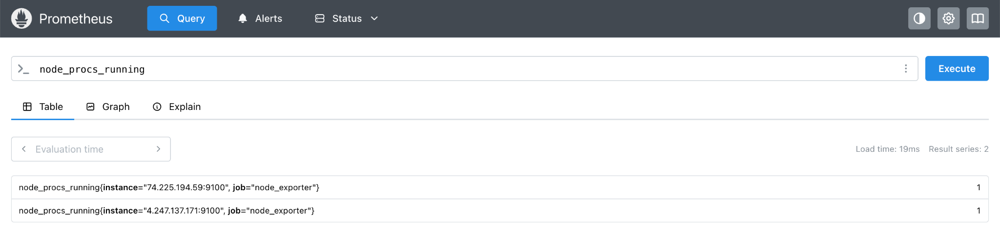 Prometheus Query Alerts Status
node_procs_running Execute
Table Graph Explain
Evaluation time Load time: 19ms Result series: 2
node_procs_running{instance="74.225.194.59:9100", job="node_exporter"} 1
node_procs_running{instance="4.247.137.171:9100", job="node_exporter"} 1